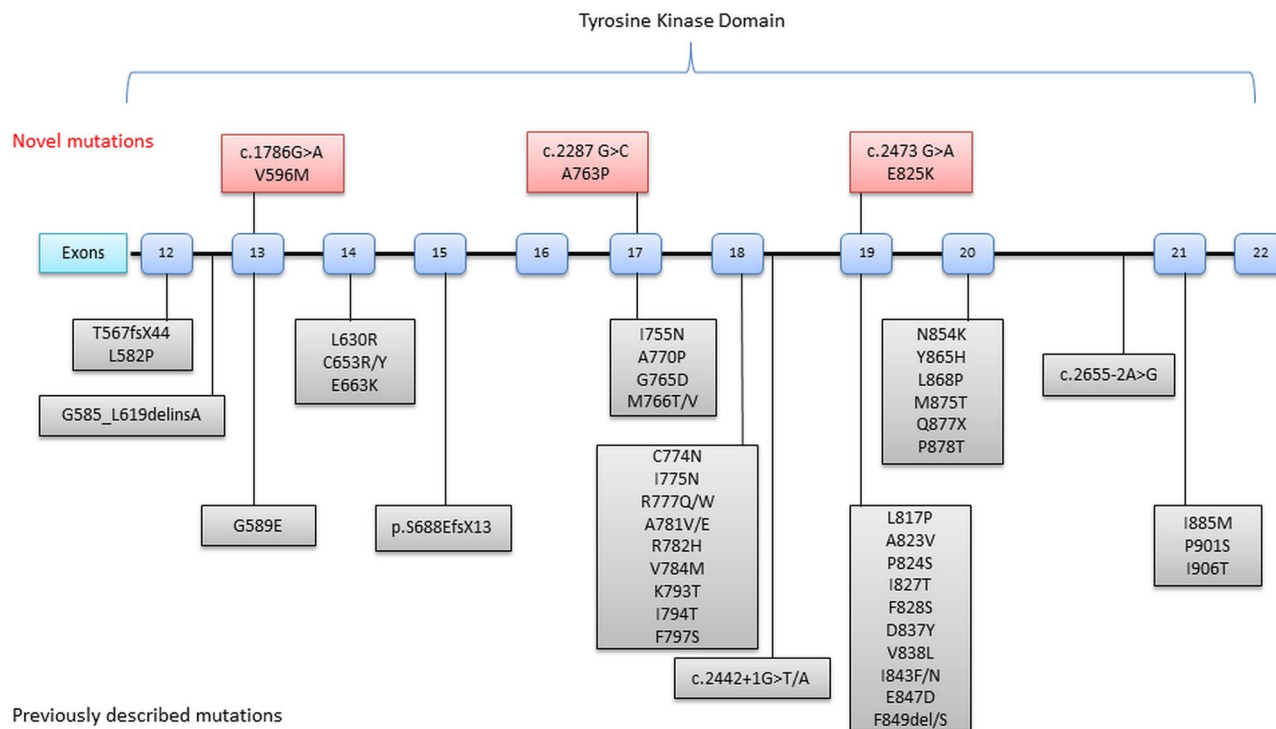 Tyrosine Kinase Domain
Novel mutations
c.1786G>A
V596M
c.2287 G>C
A763P
c.2473 G>A
E825K
Exons
12
13
14
15
16
17
18
19
20
21
22
T567fsX44
L582P
G585_L619delinsA
G589E
L630R
C653R/Y
E663K
p.S688EfsX13
I755N
A770P
G765D
M766T/V
C774N
I775N
R777Q/W
A781V/E
R782H
V784M
K793T
I794T
F797S
c.2442+1G>T/A
L817P
A823V
P824S
I827T
F828S
D837Y
V838L
I843F/N
E847D
F849del/S
N854K
Y865H
L868P
M875T
Q877X
P878T
c.2655-2A>G
I885M
P901S
I906T
Previously described mutations